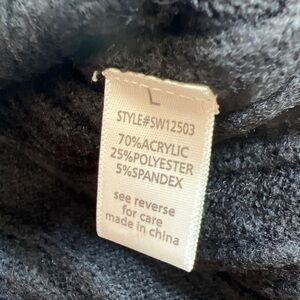 L
STYLE#SW12503
70%ACRYLIC
25%POLYESTER
5%SPANDEX
see reverse
for care
made in china